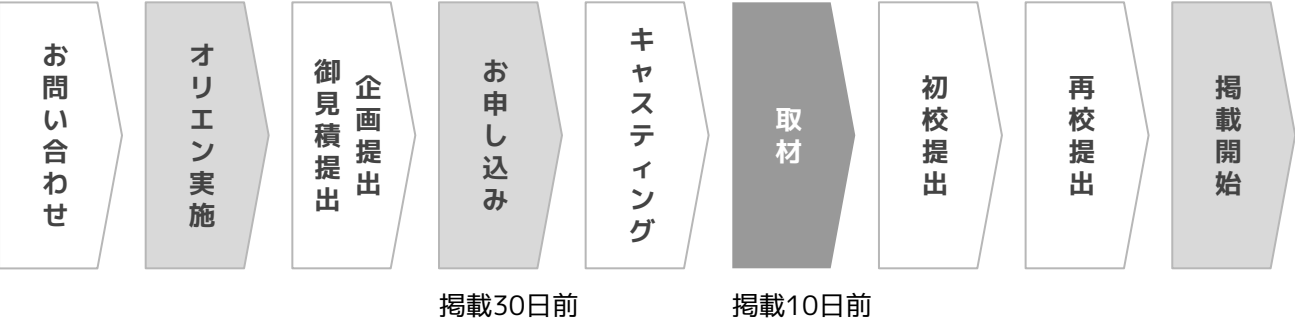 お問い合わせ
オリエン実施
企画提出
御見積提出
お申し込み
キャスティング
取材
初校提出
再校提出
掲載開始
掲載30日前
掲載10日前